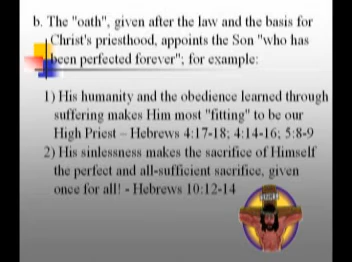 b. The "oath", given after the law and the basis for
Christ's priesthood, appoints the Son "who has
been perfected forever"; for example:
1) His humanity and the obedience learned through
suffering makes Him most "fitting" to be our
High Priest – Hebrews 4:17-18; 4:14-16; 5:8-9
2) His sinlessness makes the sacrifice of Himself
the perfect and all-sufficient sacrifice, given
once for all! - Hebrews 10:12-14